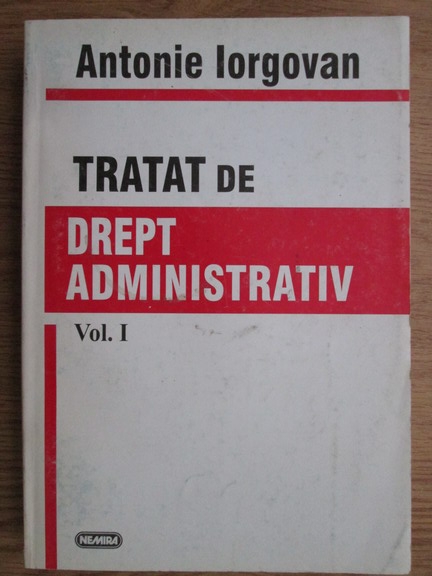 Antonie Iorgovan
TRATAT DE
DREPT
ADMINISTRATIV
Vol. I
NEMIRA